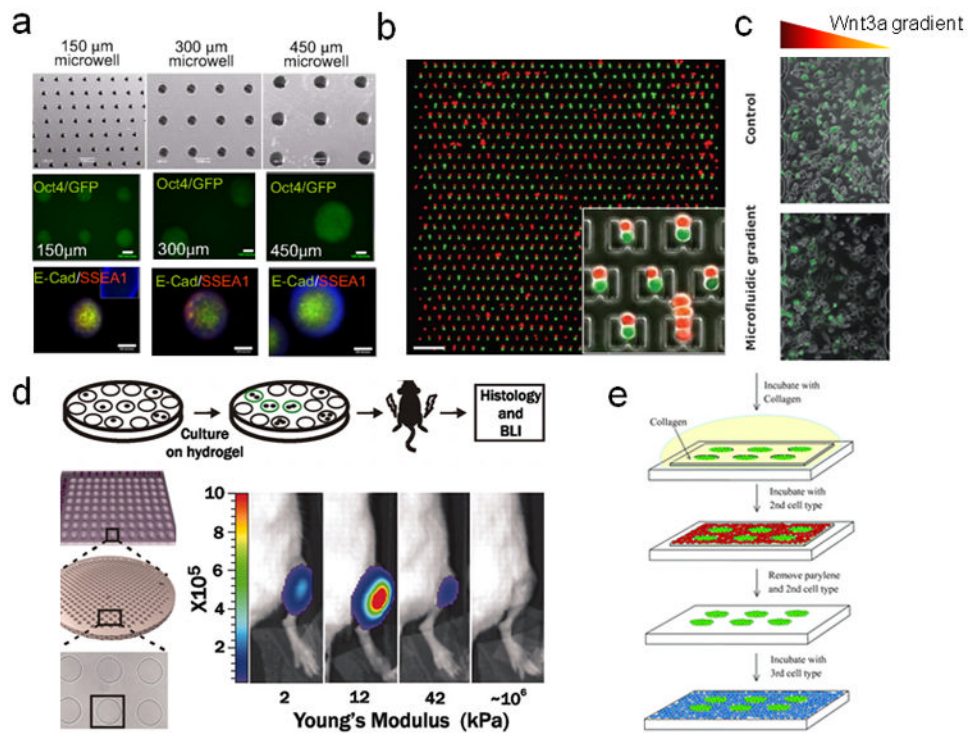 a
150 µm
microwell
300 µm
microwell
450 µm
microwell
Oct4/GFP
150µm
Oct4/GFP
300µm
Oct4/GFP
450µm
E-Cad/SSEA1
E-Cad/SSEA1
E-Cad/SSEA1
b
c
Wnt3a gradient
Control
Microfluidic gradient
d
Culture
on hydrogel
Histology
and
BLI
X10⁵
10
8
6
4
2
2
12
42
~10⁶
Young's Modulus (kPa)
e
Incubate with
Collagen
Collagen
Incubate with
2nd cell type
Remove parylene
and 2nd cell type
Incubate with
3rd cell type